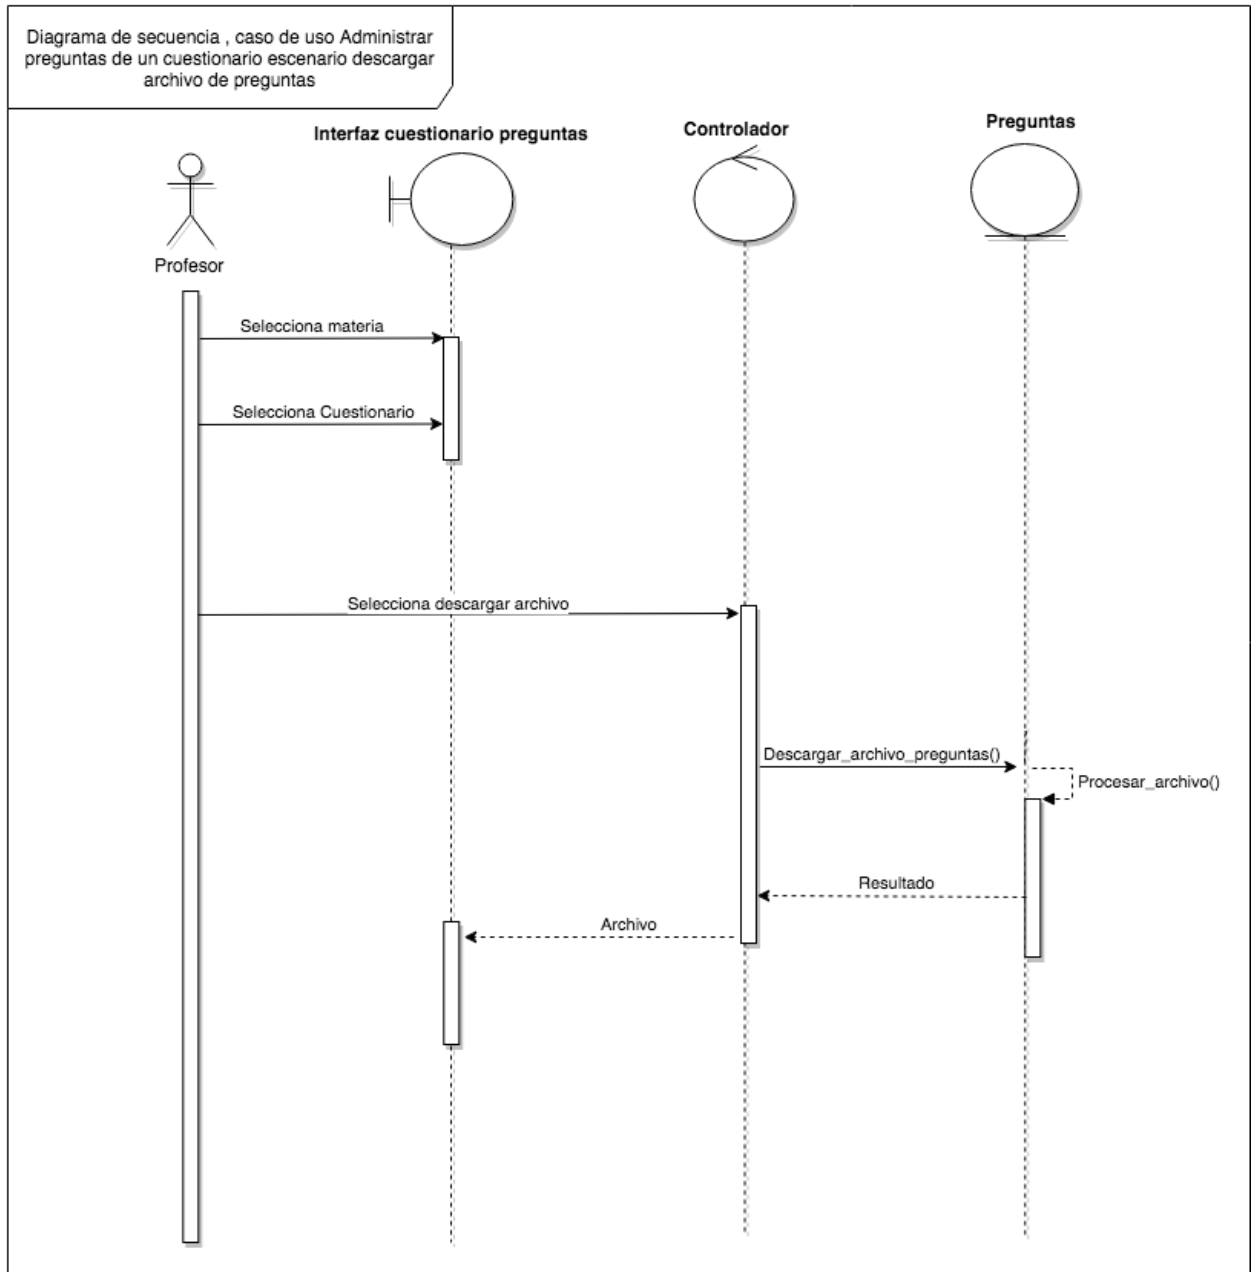 Diagrama de secuencia , caso de uso Administrar
preguntas de un cuestionario escenario descargar
archivo de preguntas
Interfaz cuestionario preguntas
Controlador
Preguntas
Profesor
Selecciona materia
Selecciona Cuestionario
Selecciona descargar archivo
Descargar_archivo_preguntas()
Procesar_archivo()
Resultado
Archivo